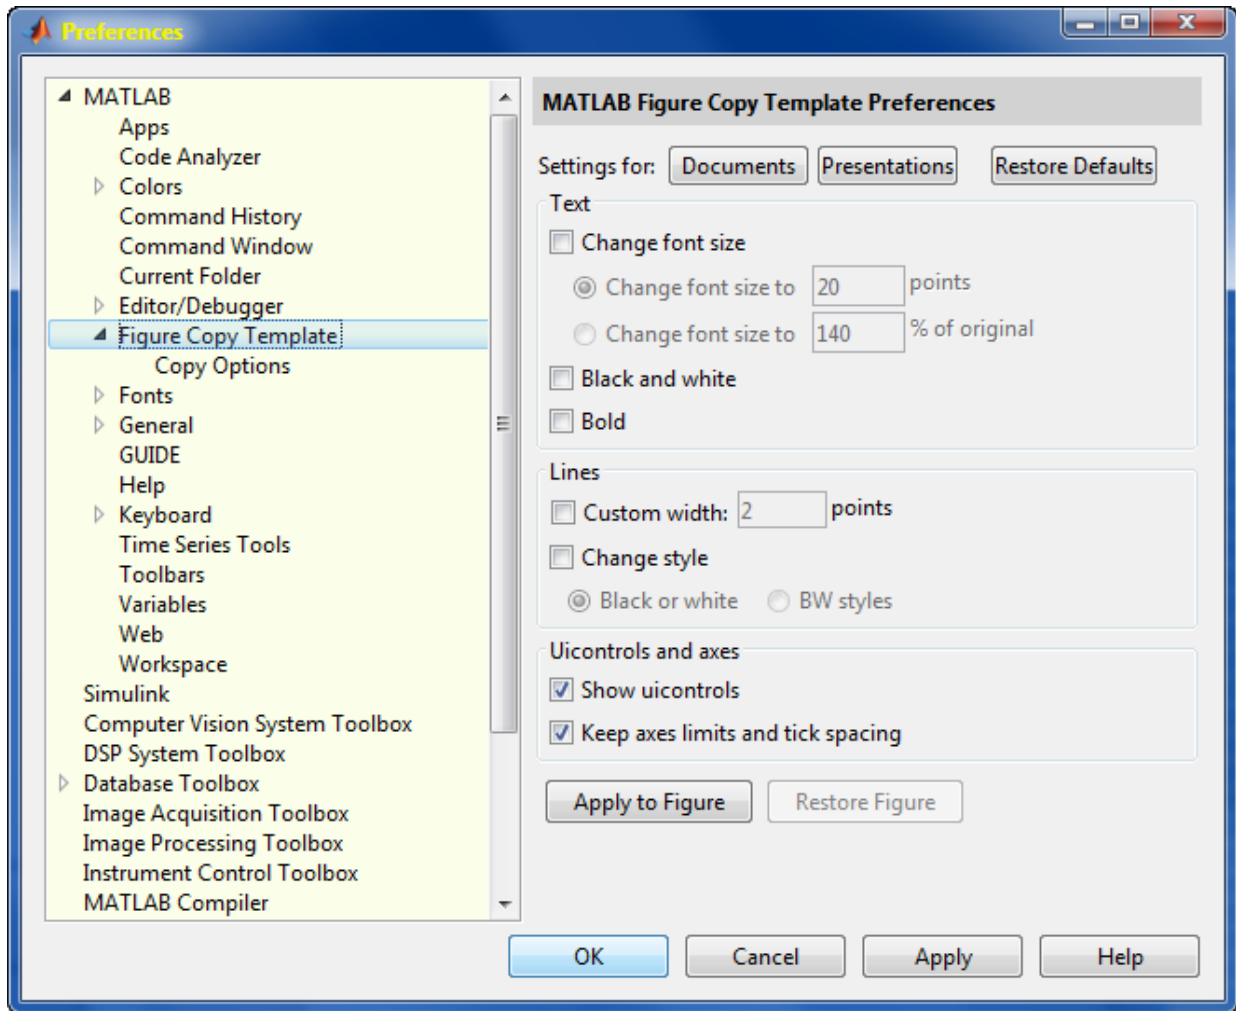 Preferences
MATLAB
Apps
Code Analyzer
Colors
Command History
Command Window
Current Folder
Editor/Debugger
Figure Copy Template
Copy Options
Fonts
General
GUIDE
Help
Keyboard
Time Series Tools
Toolbars
Variables
Web
Workspace
Simulink
Computer Vision System Toolbox
DSP System Toolbox
Database Toolbox
Image Acquisition Toolbox
Image Processing Toolbox
Instrument Control Toolbox
MATLAB Compiler
MATLAB Figure Copy Template Preferences
Settings for: Documents Presentations Restore Defaults
Text
Change font size
Change font size to 20 points
Change font size to 140 % of original
Black and white
Bold
Lines
Custom width: 2 points
Change style
Black or white BW styles
Uicontrols and axes
Show uicontrols
Keep axes limits and tick spacing
Apply to Figure Restore Figure
OK Cancel Apply Help